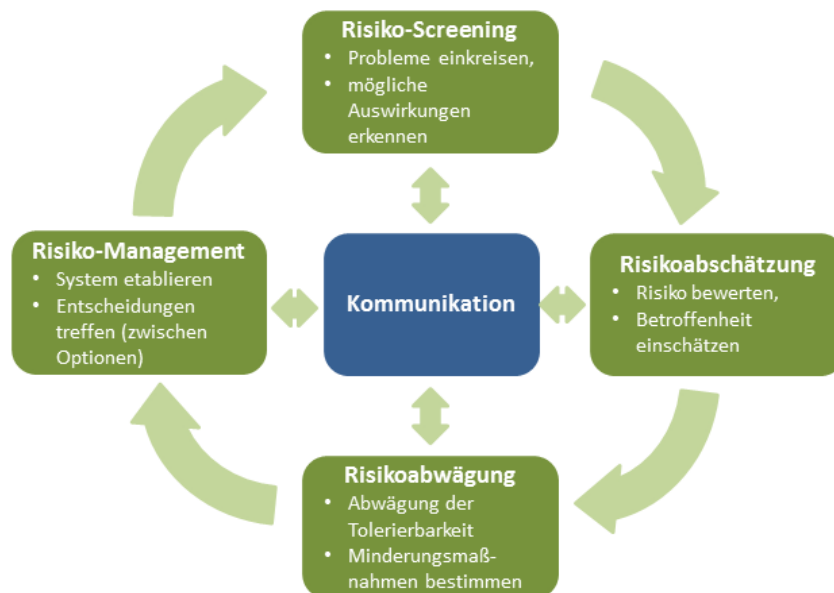 Risiko-Screening
• Probleme einkreisen,
• mögliche
Auswirkungen
erkennen
Risiko-Management
• System etablieren
• Entscheidungen
treffen (zwischen
Optionen)
Kommunikation
Risikoabschätzung
• Risiko bewerten,
• Betroffenheit
einschätzen
Risikoabwägung
• Abwägung der
Tolerierbarkeit
• Minderungsmaß-
nahmen bestimmen